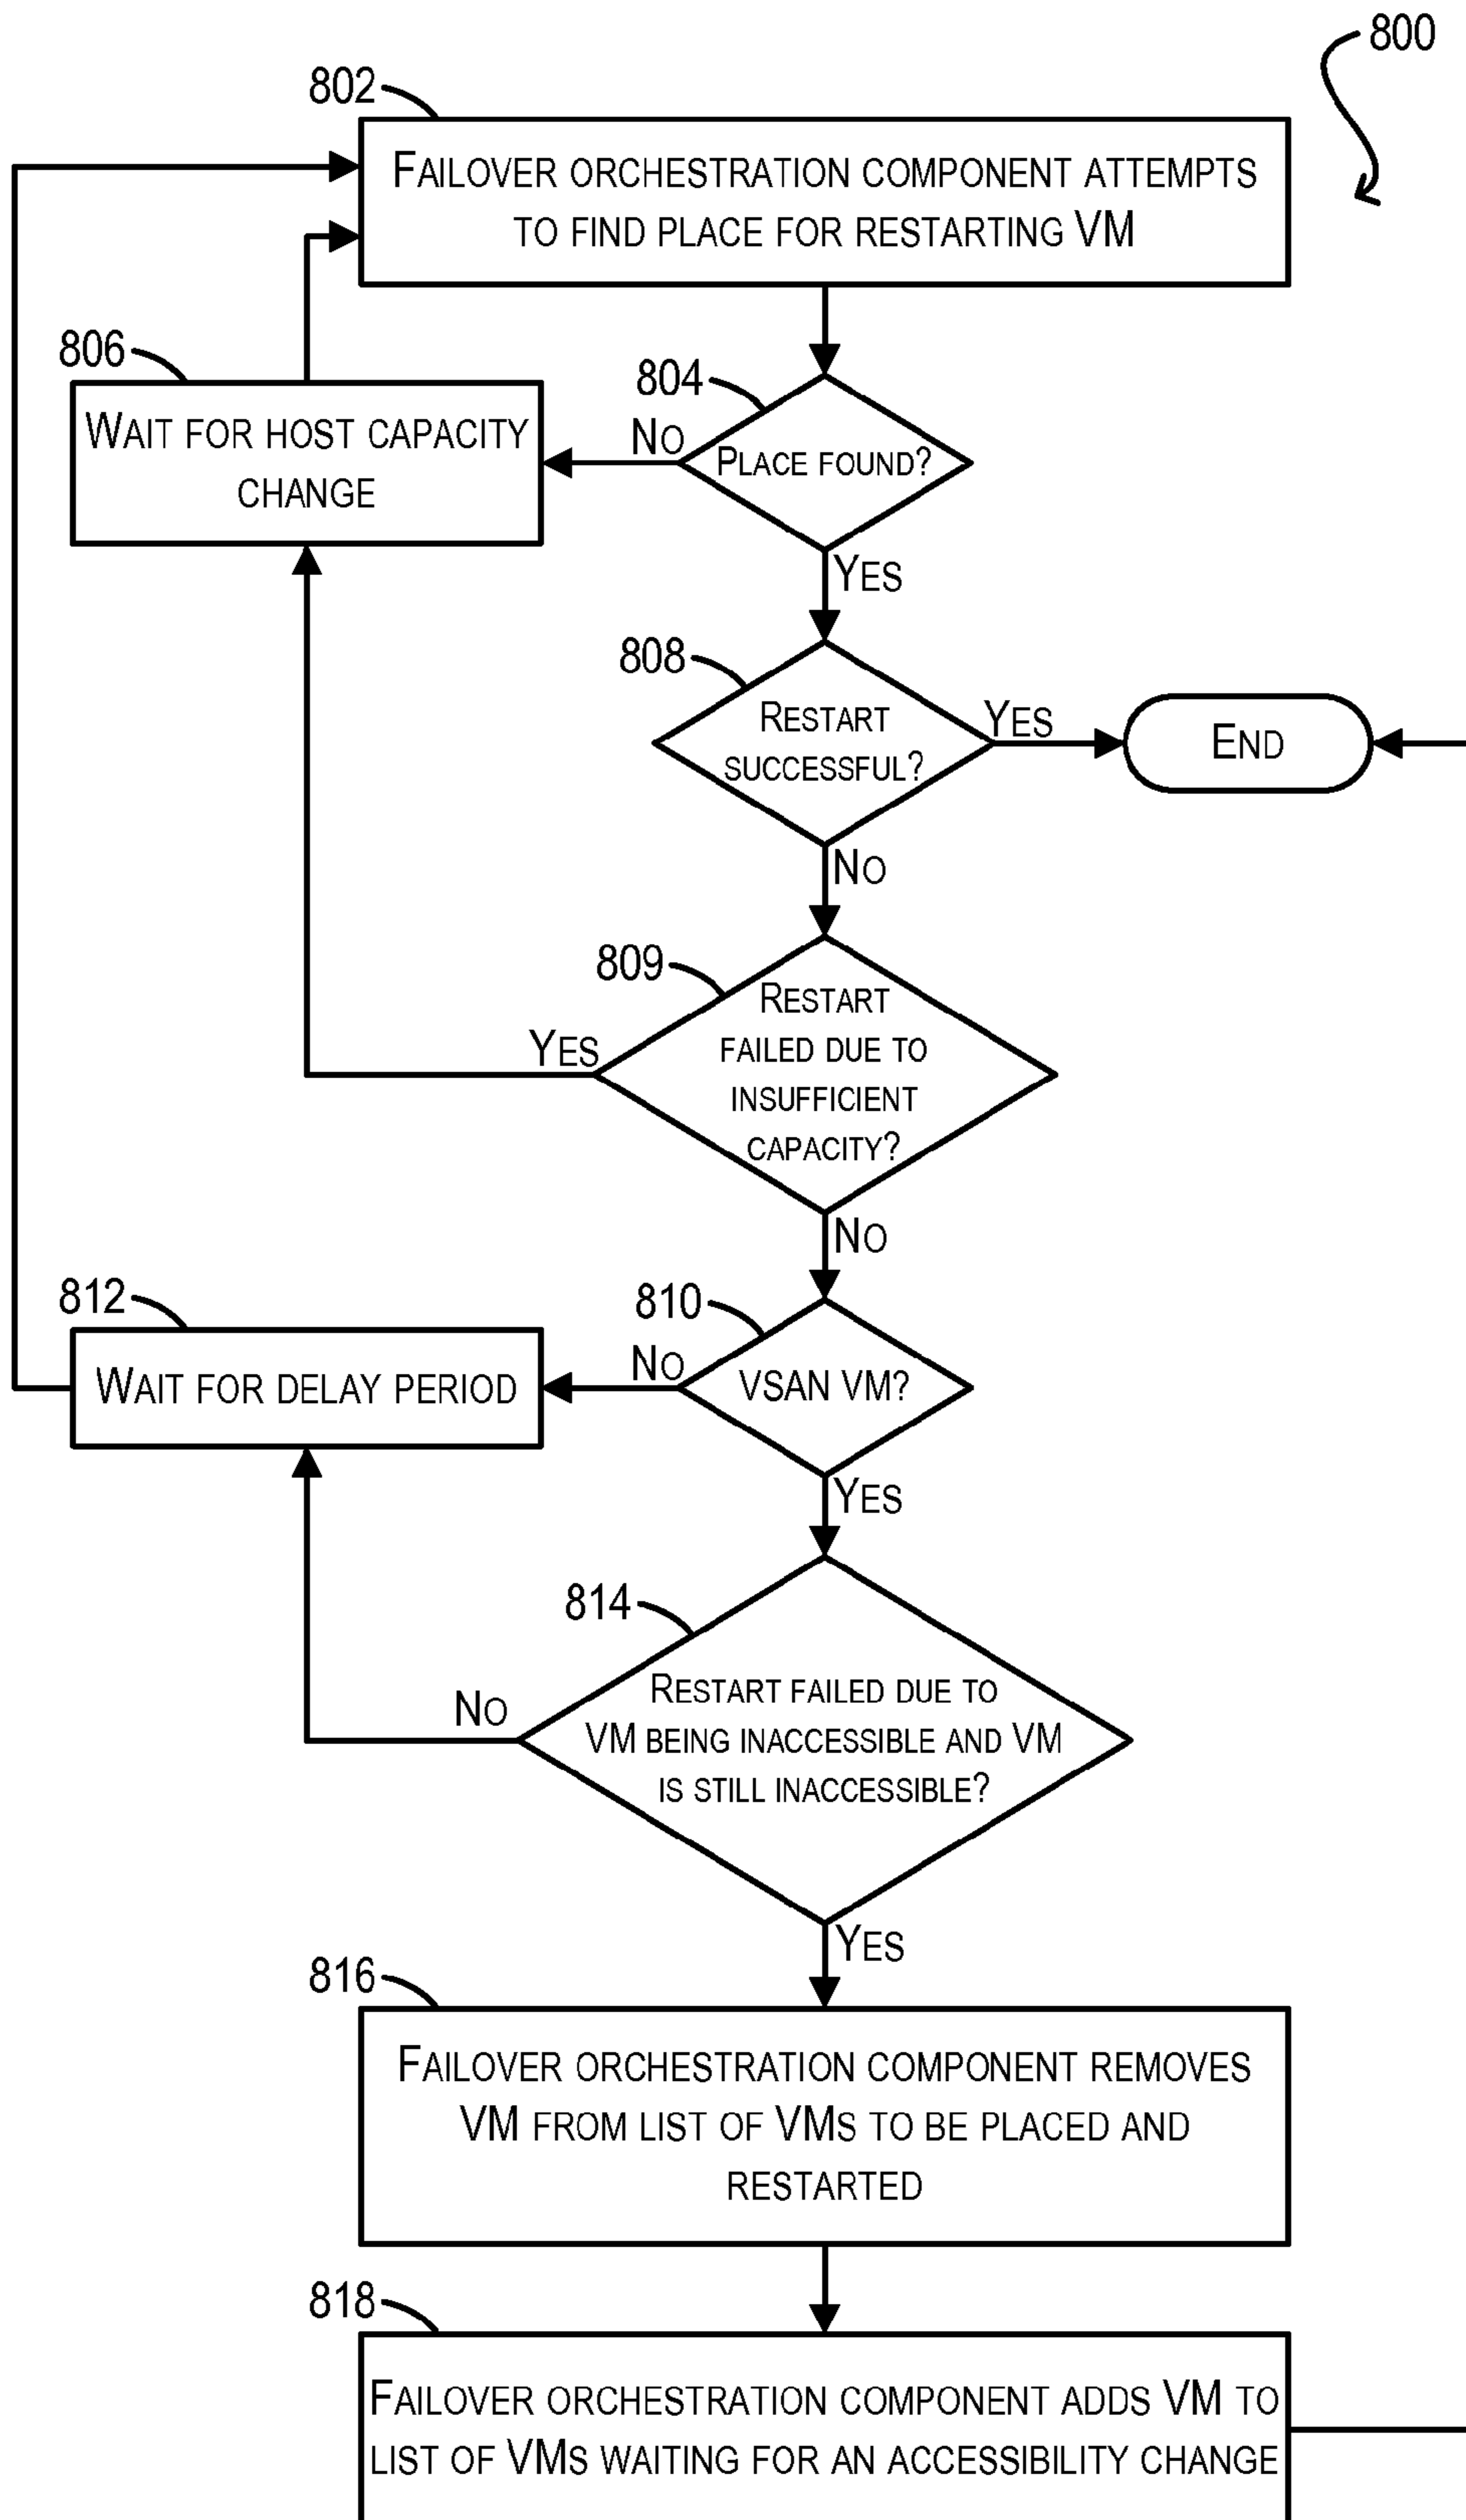 800
802
Failover orchestration component attempts
to find place for restarting VM
806
Wait for host capacity
change
804
No
Place found?
Yes
808
Restart
successful?
Yes
End
No
809
Restart
failed due to
insufficient
capacity?
Yes
No
812
Wait for delay period
810
No
VSAN VM?
Yes
814
Restart failed due to
VM being inaccessible and VM
is still inaccessible?
No
Yes
816
Failover orchestration component removes
VM from list of VMs to be placed and
restarted
818
Failover orchestration component adds VM to
list of VMs waiting for an accessibility change